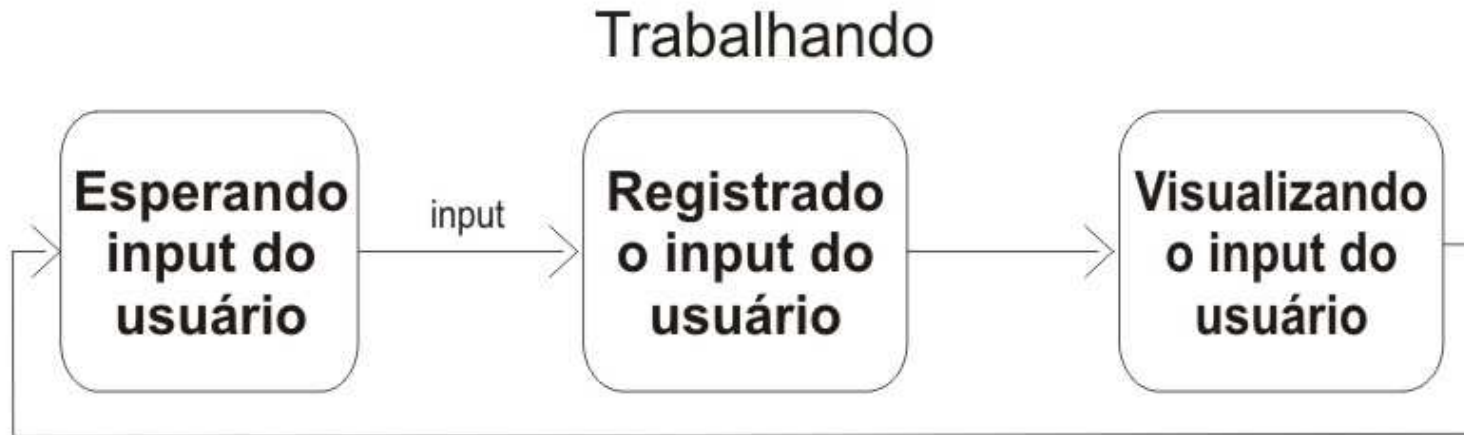 Trabalhando
Esperando
input do
usuário
input
Registrado
o input do
usuário
Visualizando
o input do
usuário